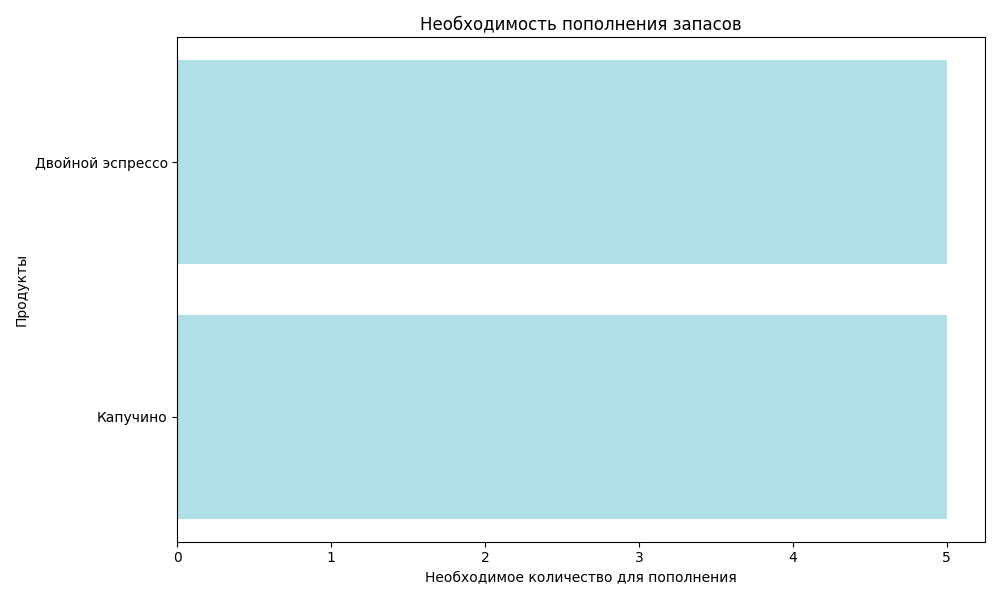 Необходимость пополнения запасов
Двойной эспрессо
Капучино
Продукты
0 1 2 3 4 5
Необходимое количество для пополнения